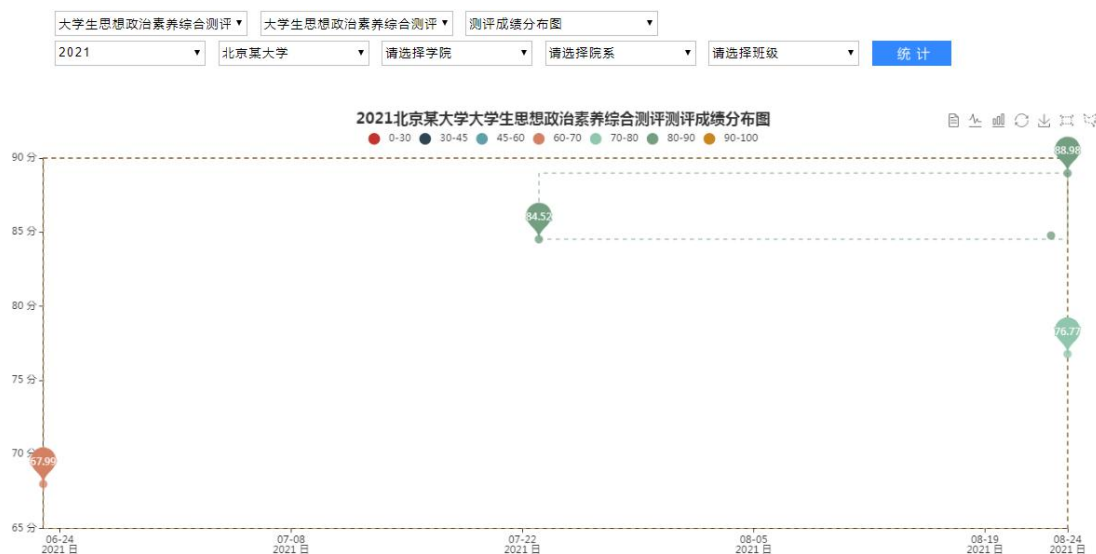 大学生思想政治素养综合测评 大学生思想政治素养综合测评 测评成绩分布图
2021 北京某大学 请选择学院 请选择院系 请选择班级 统 计
2021北京某大学大学生思想政治素养综合测评测评成绩分布图
0-30 30-45 45-60 60-70 70-80 80-90 90-100
90 分
88.98
84.52
85 分
80 分
76.77
75 分
70 分
67.99
65 分
06-24 07-08 07-22 08-05 08-19 08-24
2021 日 2021 日 2021 日 2021 日 2021 日 2021 日